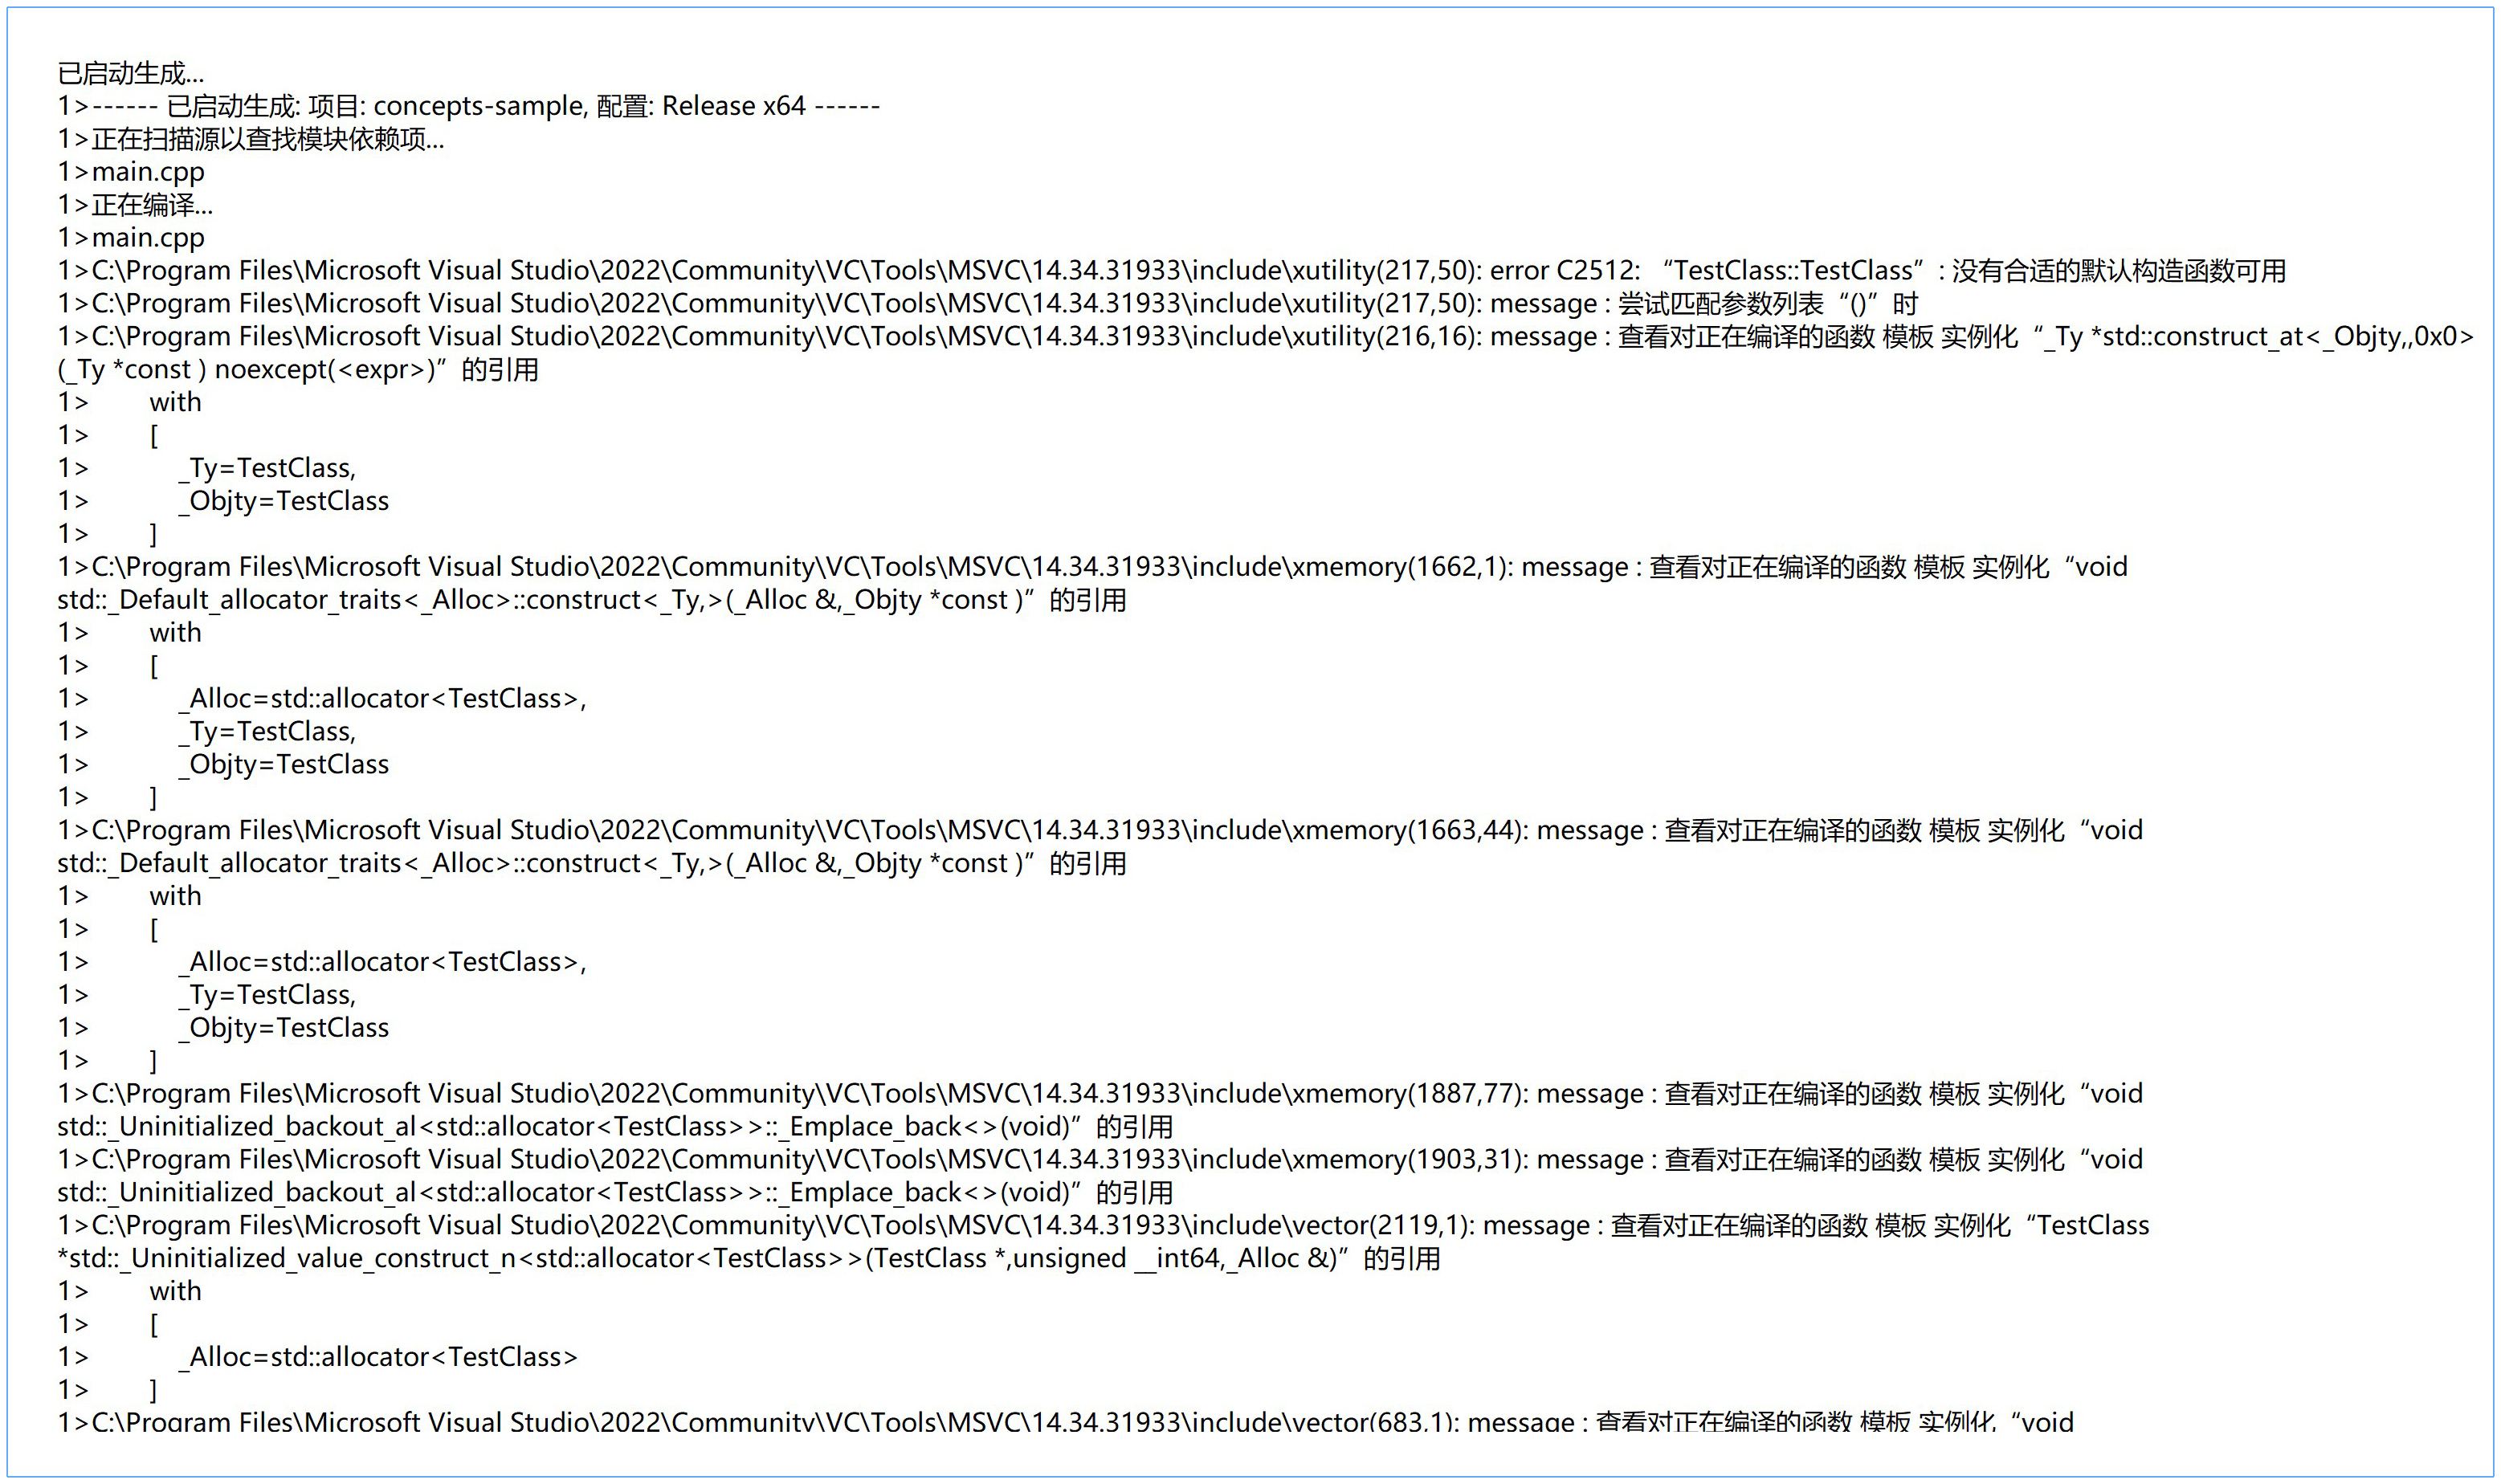 已启动生成...
1>------ 已启动生成: 项目: concepts-sample, 配置: Release x64 ------
1>正在扫描源以查找模块依赖项...
1>main.cpp
1>正在编译...
1>main.cpp
1>C:\Program Files\Microsoft Visual Studio\2022\Community\VC\Tools\MSVC\14.34.31933\include\xutility(217,50): error C2512: “TestClass::TestClass”: 没有合适的默认构造函数可用
1>C:\Program Files\Microsoft Visual Studio\2022\Community\VC\Tools\MSVC\14.34.31933\include\xutility(217,50): message : 尝试匹配参数列表“()”时
1>C:\Program Files\Microsoft Visual Studio\2022\Community\VC\Tools\MSVC\14.34.31933\include\xutility(216,16): message : 查看对正在编译的函数 模板 实例化“_Ty *std::construct_at<_Objty,,0x0>
(_Ty *const ) noexcept(<expr>)”的引用
1>        with
1>        [
1>            _Ty=TestClass,
1>            _Objty=TestClass
1>        ]
1>C:\Program Files\Microsoft Visual Studio\2022\Community\VC\Tools\MSVC\14.34.31933\include\xmemory(1662,1): message : 查看对正在编译的函数 模板 实例化“void
std::_Default_allocator_traits<_Alloc>::construct<_Ty,>(_Alloc &,_Objty *const )”的引用
1>        with
1>        [
1>            _Alloc=std::allocator<TestClass>,
1>            _Ty=TestClass,
1>            _Objty=TestClass
1>        ]
1>C:\Program Files\Microsoft Visual Studio\2022\Community\VC\Tools\MSVC\14.34.31933\include\xmemory(1663,44): message : 查看对正在编译的函数 模板 实例化“void
std::_Default_allocator_traits<_Alloc>::construct<_Ty,>(_Alloc &,_Objty *const )”的引用
1>        with
1>        [
1>            _Alloc=std::allocator<TestClass>,
1>            _Ty=TestClass,
1>            _Objty=TestClass
1>        ]
1>C:\Program Files\Microsoft Visual Studio\2022\Community\VC\Tools\MSVC\14.34.31933\include\xmemory(1887,77): message : 查看对正在编译的函数 模板 实例化“void
std::_Uninitialized_backout_al<std::allocator<TestClass>>::_Emplace_back<>(void)”的引用
1>C:\Program Files\Microsoft Visual Studio\2022\Community\VC\Tools\MSVC\14.34.31933\include\xmemory(1903,31): message : 查看对正在编译的函数 模板 实例化“void
std::_Uninitialized_backout_al<std::allocator<TestClass>>::_Emplace_back<>(void)”的引用
1>C:\Program Files\Microsoft Visual Studio\2022\Community\VC\Tools\MSVC\14.34.31933\include\vector(2119,1): message : 查看对正在编译的函数 模板 实例化“TestClass
*std::_Uninitialized_value_construct_n<std::allocator<TestClass>>(TestClass *,unsigned __int64,_Alloc &)”的引用
1>        with
1>        [
1>            _Alloc=std::allocator<TestClass>
1>        ]
1>C:\Program Files\Microsoft Visual Studio\2022\Community\VC\Tools\MSVC\14.34.31933\include\vector(683,1): message : 查看对正在编译的函数 模板 实例化“void